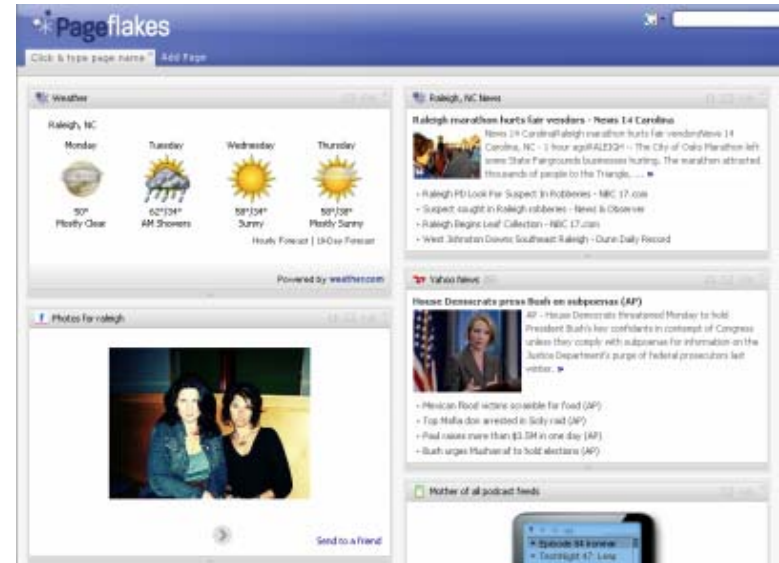 Pageflakes
Click & type page name
Add Page
Weather
Raleigh, NC
Monday Tuesday Wednesday Thursday
50° 62°/34° 58°/34° 58°/38°
Mostly Clear AM Showers Sunny Mostly Sunny
Hourly Forecast | 10-Day Forecast
Powered by weather.com
Photos for raleigh
Send to a friend
Raleigh, NC News
Raleigh marathon hurts fair vendors - News 14 Carolina
News 14 CarolinaRaleigh marathon hurts fair vendorsNews 14
Carolina, NC - 1 hour agoRALEIGH -- The City of Oaks Marathon left
some State Fairgrounds businesses hurting. The marathon attracted
thousands of people to the Triangle, ... »
Raleigh PD Look For Suspect In Robberies - NBC 17.com
Suspect sought in Raleigh robberies - News & Observer
Raleigh Begins Leaf Collection - NBC 17.com
West Johnston Downs Southeast Raleigh - Dunn Daily Record
Yahoo News
House Democrats press Bush on subpoenas (AP)
AP - House Democrats threatened Monday to hold
President Bush's key confidants in contempt of Congress
unless they comply with subpoenas for information on the
Justice Department's purge of federal prosecutors last
winter. »
Mexican flood victims scramble for food (AP)
Top Mafia don arrested in Sicily raid (AP)
Paul raises more than $3.5M in one day (AP)
Bush urges Musharraf to hold elections (AP)
Mother of all podcast feeds
Episode 54